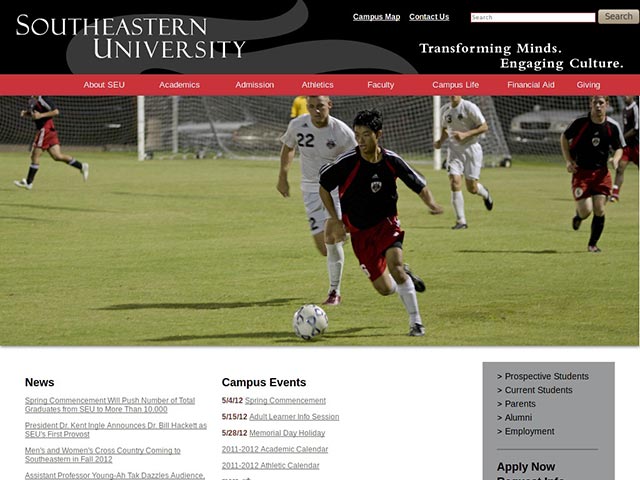 SOUTHEASTERN
UNIVERSITY
Campus Map Contact Us Search Search
Transforming Minds.
Engaging Culture.
About SEU Academics Admission Athletics Faculty Campus Life Financial Aid Giving
22
News
Spring Commencement Will Push Number of Total
Graduates from SEU to More Than 10,000
President Dr. Kent Ingle Announces Dr. Bill Hackett as
SEU's First Provost
Men's and Women's Cross Country Coming to
Southeastern in Fall 2012
Assistant Professor Young-Ah Tak Dazzles Audience,
Campus Events
5/4/12 Spring Commencement
5/15/12 Adult Learner Info Session
5/28/12 Memorial Day Holiday
2011-2012 Academic Calendar
2011-2012 Athletic Calendar
> Prospective Students
> Current Students
> Parents
> Alumni
> Employment
Apply Now
Request Info